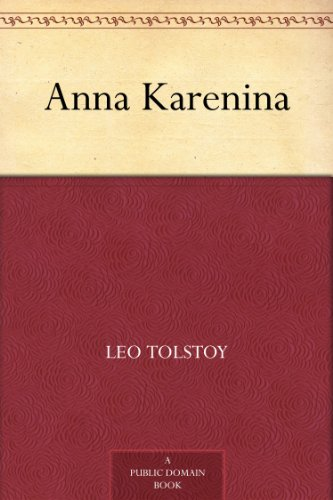 Anna Karenina
LEO TOLSTOY
A
PUBLIC DOMAIN
BOOK